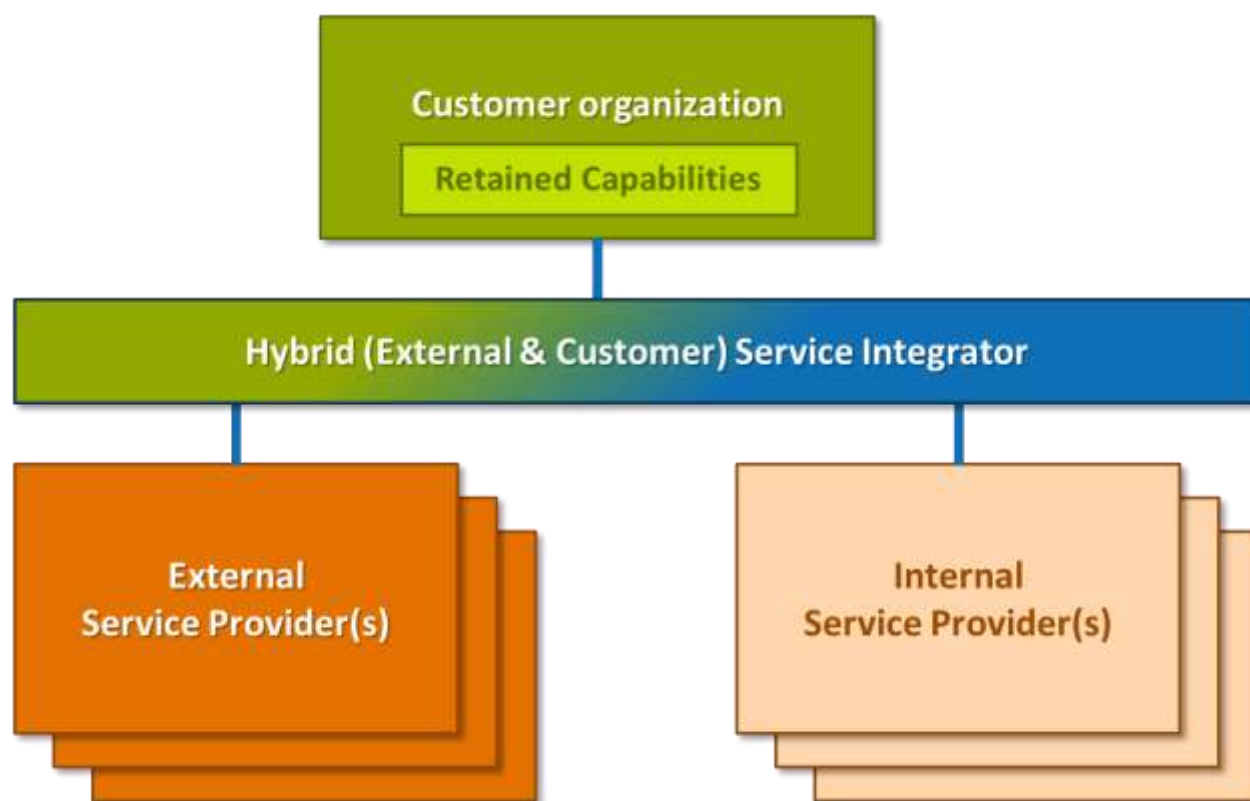 Customer organization
Retained Capabilities
Hybrid (External & Customer) Service Integrator
External
Service Provider(s)
Internal
Service Provider(s)